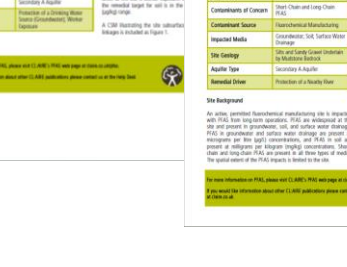 Secondary A Aquifer
Protection of a Drinking Water
Source (Groundwater), Worker
Exposure
the remedial target for soil is in the
(µg/kg) range.
A CSM illustrating the site subsurface
linkages is included as Figure 1.
PFAS, please visit CL:AIRE's PFAS web page at claire.co.uk/pfas.
about other CL:AIRE publications please contact us at the Help Desk
Contaminants of Concern
Short-Chain and Long-Chain
PFAS
Contaminant Source
Fluorochemical Manufacturing
Impacted Media
Groundwater, Soil, Surface Water
Drainage
Site Geology
Silts and Sandy Gravel Underlain
by Mudstone Bedrock
Aquifer Type
Secondary A Aquifer
Remedial Driver
Protection of a Nearby River
Site Background
An active, permitted fluorochemical manufacturing site is impacted
with PFAS from long-term operations. PFAS are widespread at the
site and present in groundwater, soil, and surface water drainage.
PFAS in groundwater and surface water drainage are present
micrograms per litre (µg/l) concentrations, and PFAS in soil a
present at milligrams per kilogram (mg/kg) concentrations. Shor
chain and long-chain PFAS are present in all three types of medi
The spatial extent of the PFAS impacts is limited to the site.
For more information on PFAS, please visit CL:AIRE's PFAS web page at cl
If you would like information about other CL:AIRE publications please con
at claire.co.uk